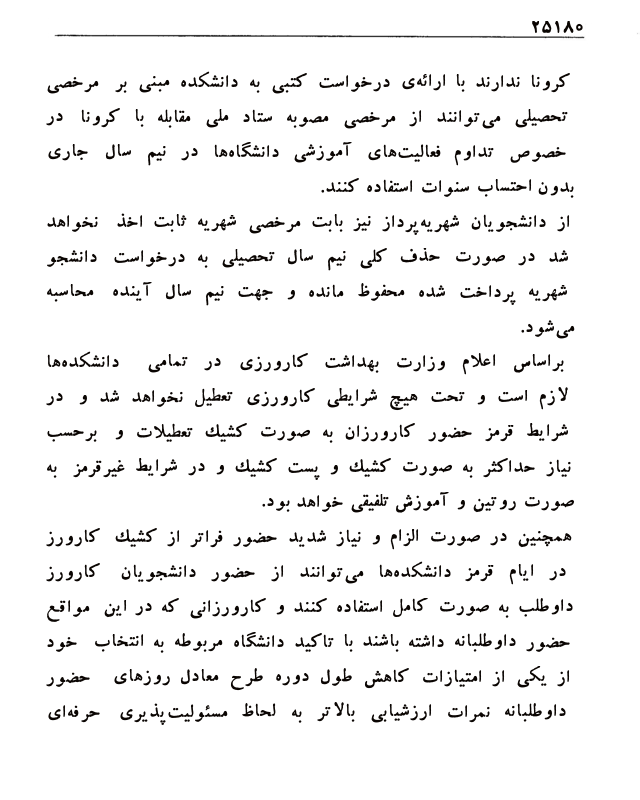 ۲۵۱۸۰
کرونا ندارند با ارائه‌ی درخواست کتبی به دانشکده مبنی بر مرخصی
تحصیلی می‌توانند از مرخصی مصوبه ستاد ملی مقابله با کرونا در
خصوص تداوم فعالیت‌های آموزشی دانشگاه‌ها در نیم سال جاری
بدون احتساب سنوات استفاده کنند.
از دانشجویان شهریه‌پرداز نیز بابت مرخصی شهریه ثابت اخذ نخواهد
شد در صورت حذف کلی نیم سال تحصیلی به درخواست دانشجو
شهریه پرداخت شده محفوظ مانده و جهت نیم سال آینده محاسبه
می‌شود.
براساس اعلام وزارت بهداشت کارورزی در تمامی دانشکده‌ها
لازم است و تحت هیچ شرایطی کارورزی تعطیل نخواهد شد و در
شرایط قرمز حضور کارورزان به صورت کشیك تعطیلات و برحسب
نیاز حداکثر به صورت کشیك و پست کشیك و در شرایط غیرقرمز به
صورت روتین و آموزش تلفیقی خواهد بود.
همچنین در صورت الزام و نیاز شدید حضور فراتر از کشیك کارورز
در ایام قرمز دانشکده‌ها می‌توانند از حضور دانشجویان کارورز
داوطلب به صورت کامل استفاده کنند و کارورزانی که در این مواقع
حضور داوطلبانه داشته باشند با تاکید دانشگاه مربوطه به انتخاب خود
از یکی از امتیازات کاهش طول دوره طرح معادل روزهای حضور
داوطلبانه نمرات ارزشیابی بالاتر به لحاظ مسئولیت‌پذیری حرفه‌ای